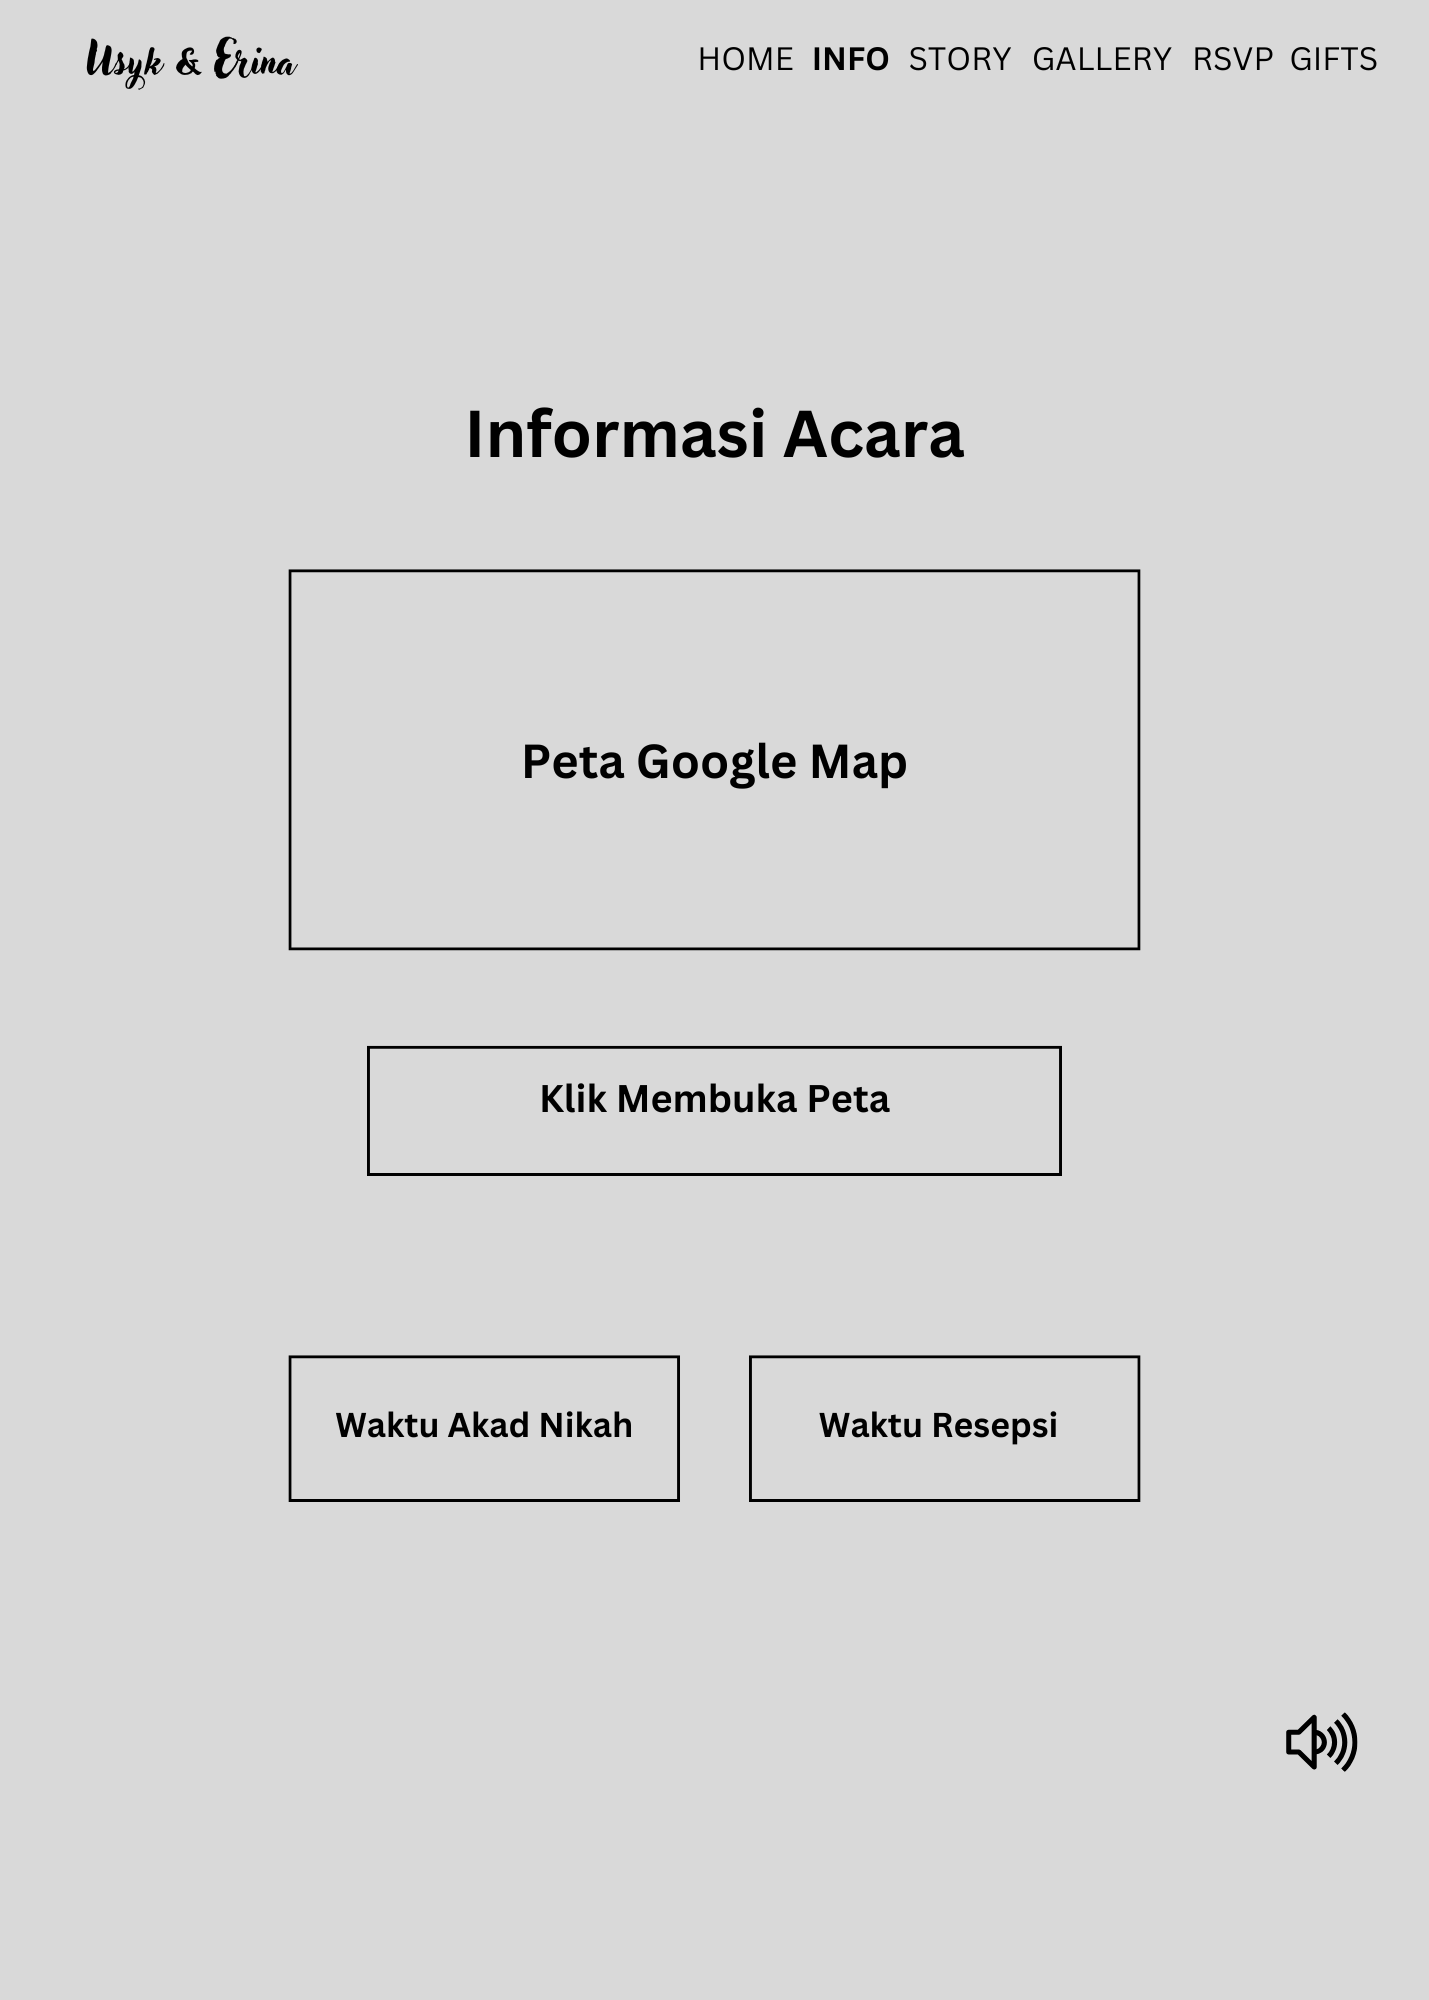 Usyk & Erina
HOME INFO STORY GALLERY RSVP GIFTS
Informasi Acara
Peta Google Map
Klik Membuka Peta
Waktu Akad Nikah
Waktu Resepsi